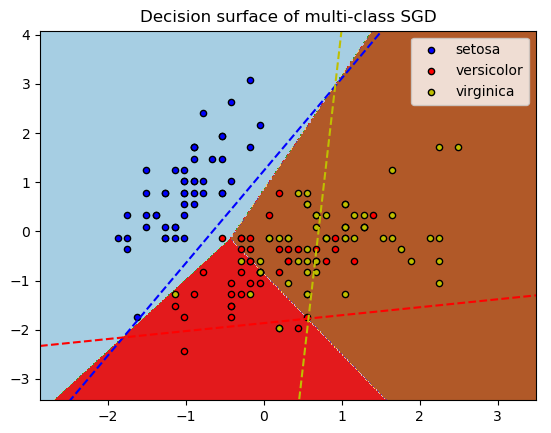 Decision surface of multi-class SGD
setosa
versicolor
virginica
4
3
2
1
0
−1
−2
−3
−2 −1 0 1 2 3